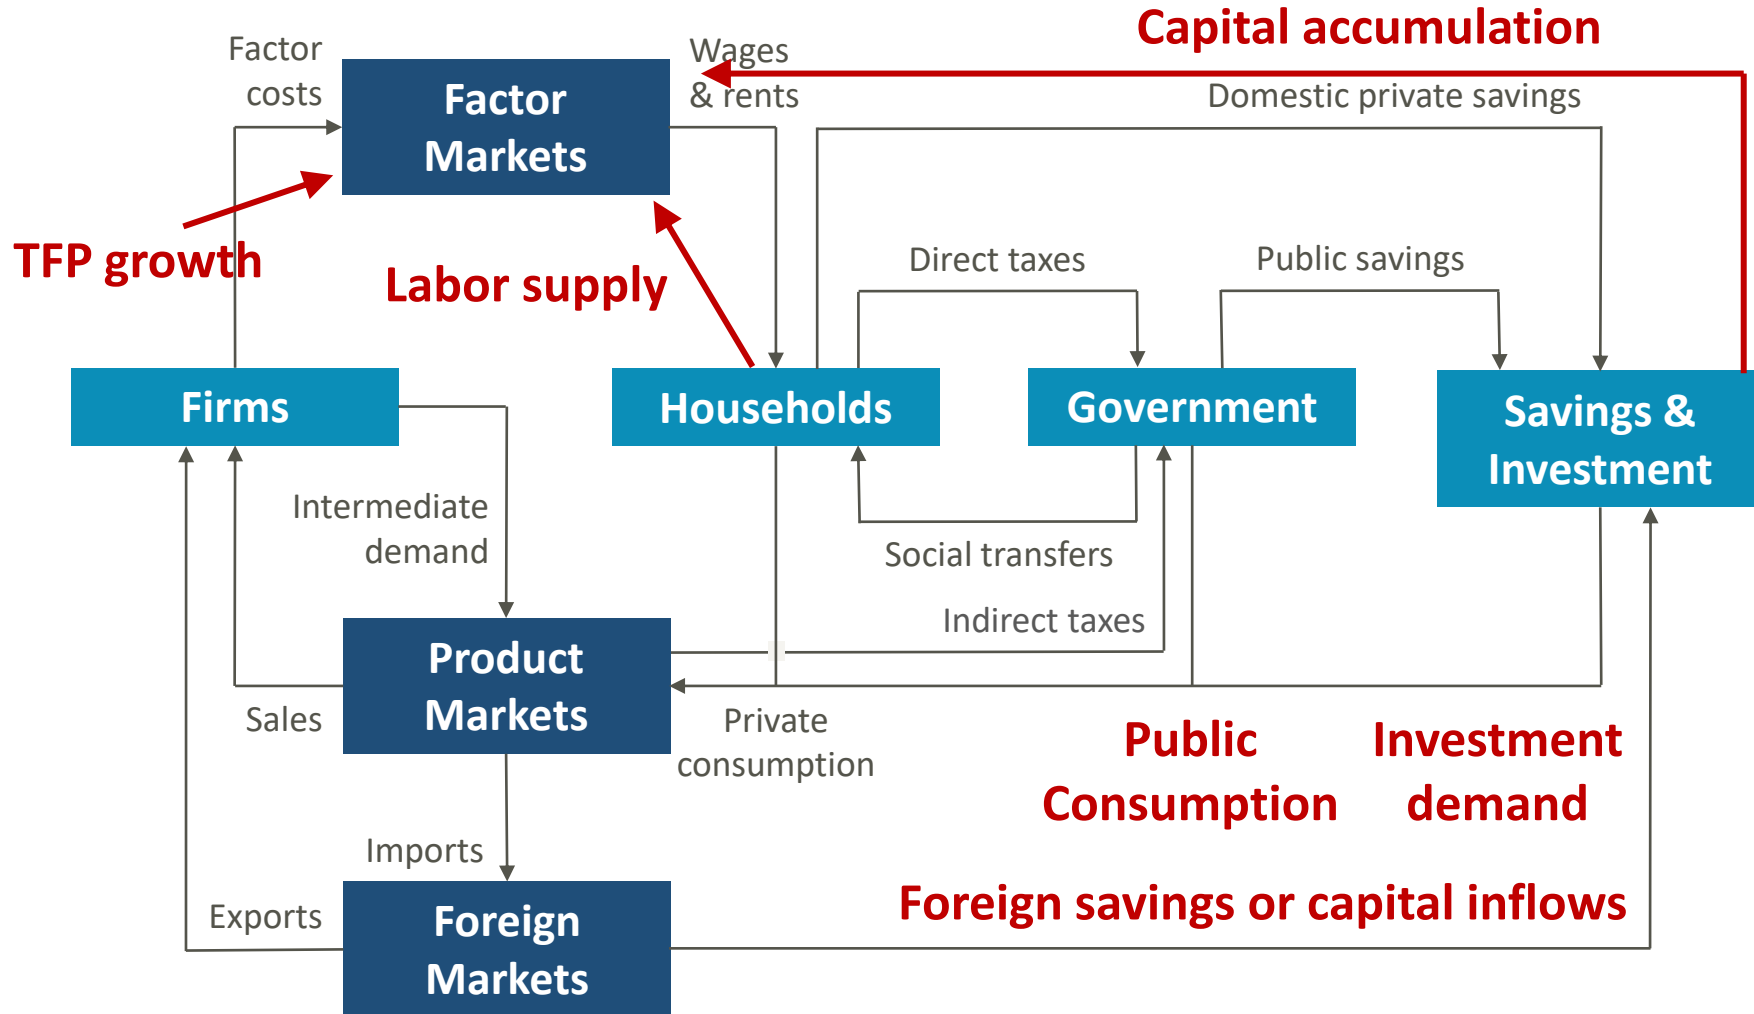 Capital accumulation
Factor
costs
Factor
Markets
Wages
& rents
Domestic private savings
TFP growth
Labor supply
Direct taxes
Public savings
Firms
Households
Government
Savings &
Investment
Intermediate
demand
Social transfers
Indirect taxes
Product
Markets
Sales
Private
consumption
Public
Consumption
Investment
demand
Imports
Exports
Foreign
Markets
Foreign savings or capital inflows